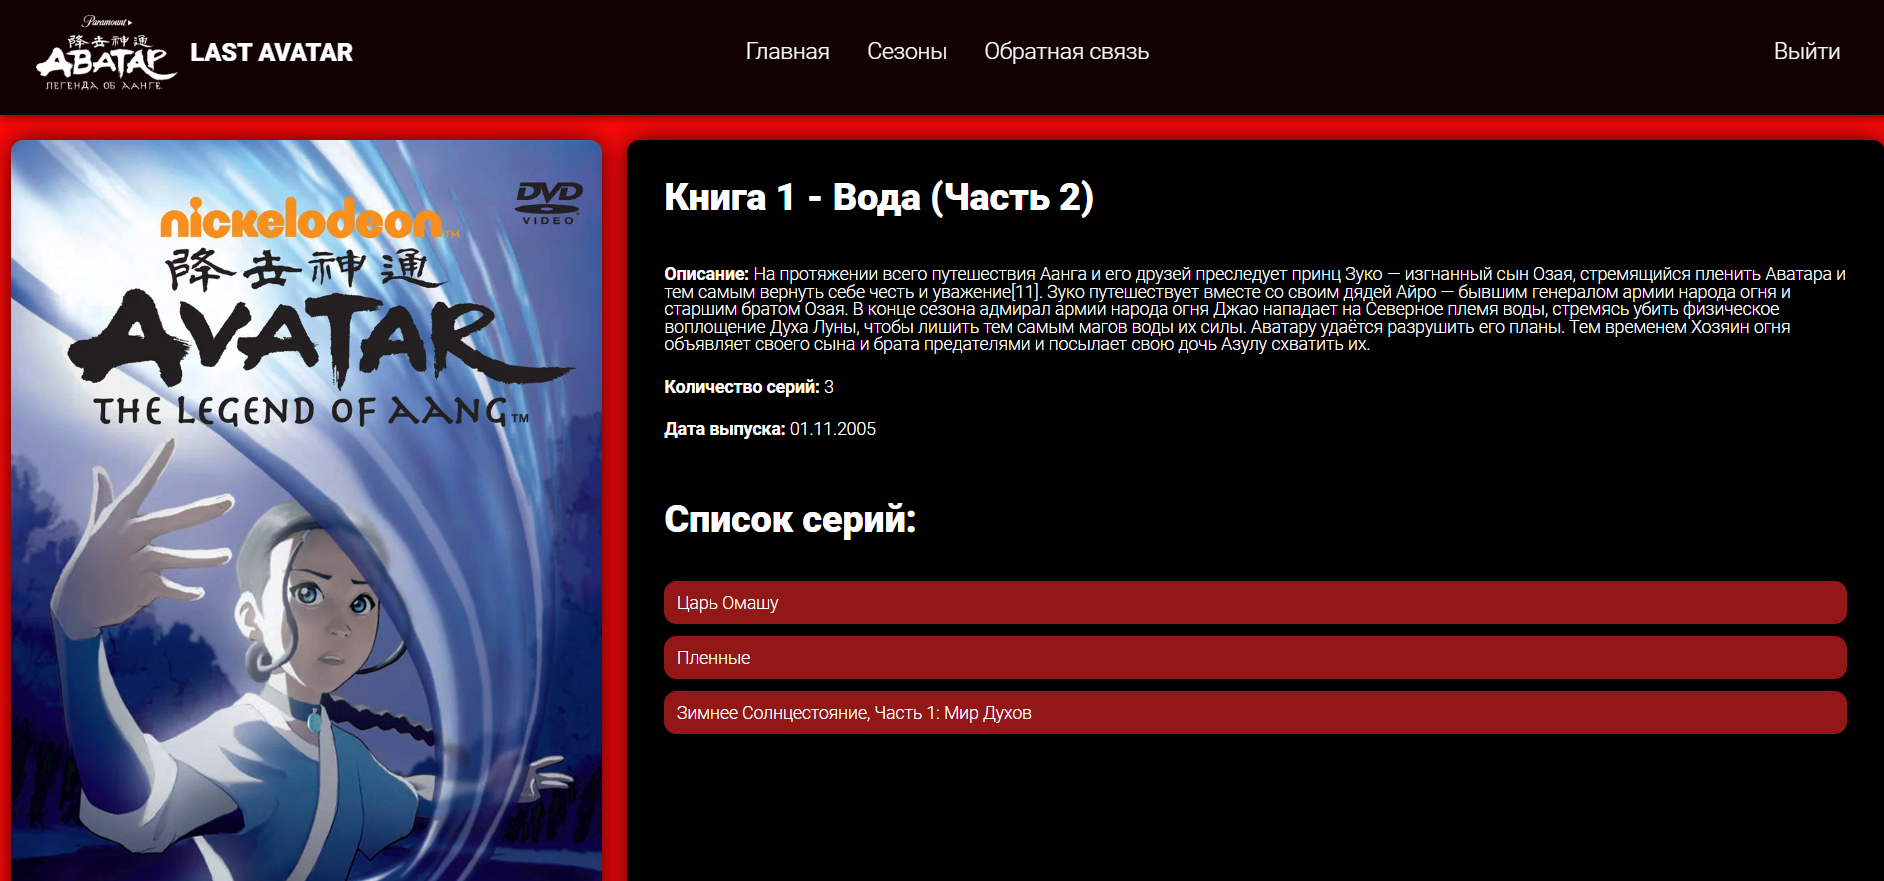 Paramount
降去神通
АВАТАР
ЛЕГЕНДА ОБ ААНГЕ
LAST AVATAR
Главная
Сезоны
Обратная связь
Выйти
DVD
VIDEO
nickelodeon™
降去神通
AVATAR
THE LEGEND OF AANG™
Книга 1 - Вода (Часть 2)
Описание: На протяжении всего путешествия Аанга и его друзей преследует принц Зуко — изгнанный сын Озая, стремящийся пленить Аватара и
тем самым вернуть себе честь и уважение[11]. Зуко путешествует вместе со своим дядей Айро — бывшим генералом армии народа огня и
старшим братом Озая. В конце сезона адмирал армии народа огня Джао нападает на Северное племя воды, стремясь убить физическое
воплощение Духа Луны, чтобы лишить тем самым магов воды их силы. Аватару удаётся разрушить его планы. Тем временем Хозяин огня
объявляет своего сына и брата предателями и посылает свою дочь Азулу схватить их.
Количество серий: 3
Дата выпуска: 01.11.2005
Список серий:
Царь Омашу
Пленные
Зимнее Солнцестояние, Часть 1: Мир Духов